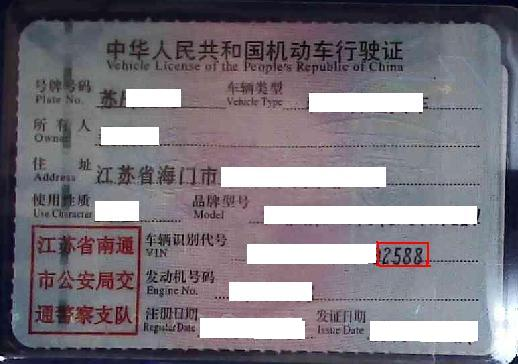 中华人民共和国机动车行驶证
Vehicle License of the People's Republic of China
号牌号码 苏 车辆类型
Plate No. Vehicle Type
所有人
Owner
住址 江苏省海门市
Address
使用性质 品牌型号
Use Character Model
江苏省南通
市公安局交
通警察支队
车辆识别代号
VIN 2588
发动机号码
Engine No.
注册日期 发证日期
Register Date Issue Date